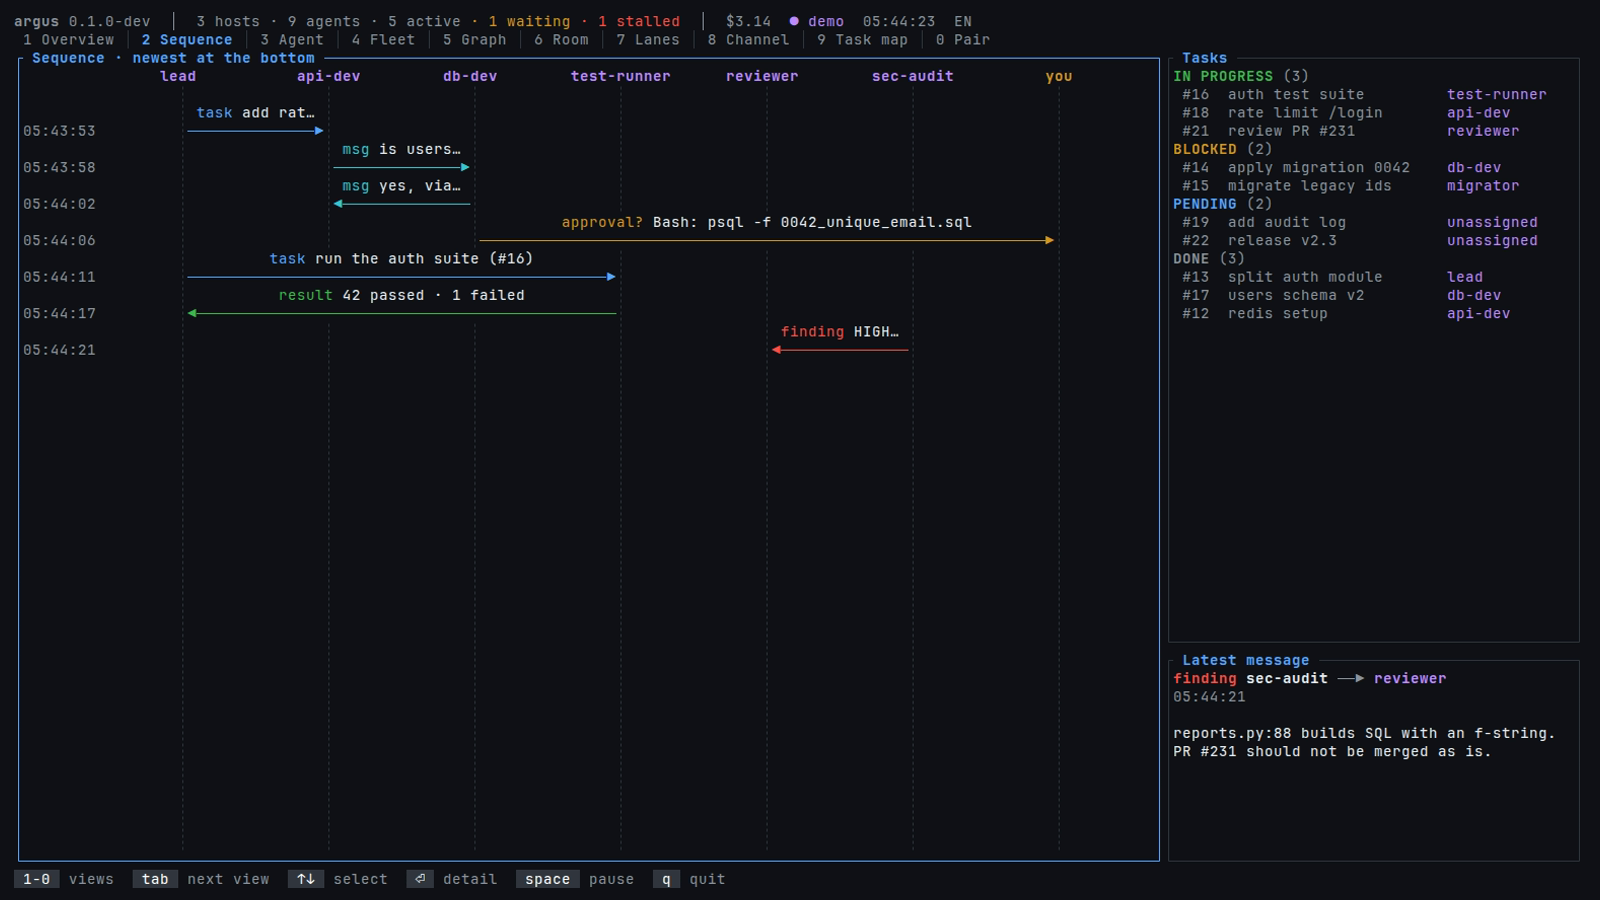 argus 0.1.0-dev │ 3 hosts · 9 agents · 5 active · 1 waiting · 1 stalled │ $3.14 ● demo 05:44:23 EN
1 Overview │ 2 Sequence │ 3 Agent │ 4 Fleet │ 5 Graph │ 6 Room │ 7 Lanes │ 8 Channel │ 9 Task map │ 0 Pair
Sequence · newest at the bottom
lead api-dev db-dev test-runner reviewer sec-audit you
task add rat…
05:43:53
msg is users…
05:43:58
msg yes, via…
05:44:02
approval? Bash: psql -f 0042_unique_email.sql
05:44:06
task run the auth suite (#16)
05:44:11
result 42 passed · 1 failed
05:44:17
finding HIGH…
05:44:21
Tasks
IN PROGRESS (3)
#16 auth test suite test-runner
#18 rate limit /login api-dev
#21 review PR #231 reviewer
BLOCKED (2)
#14 apply migration 0042 db-dev
#15 migrate legacy ids migrator
PENDING (2)
#19 add audit log unassigned
#22 release v2.3 unassigned
DONE (3)
#13 split auth module lead
#17 users schema v2 db-dev
#12 redis setup api-dev
Latest message
finding sec-audit ──▶ reviewer
05:44:21
reports.py:88 builds SQL with an f-string.
PR #231 should not be merged as is.
1-0 views tab next view ↑↓ select ⏎ detail space pause q quit